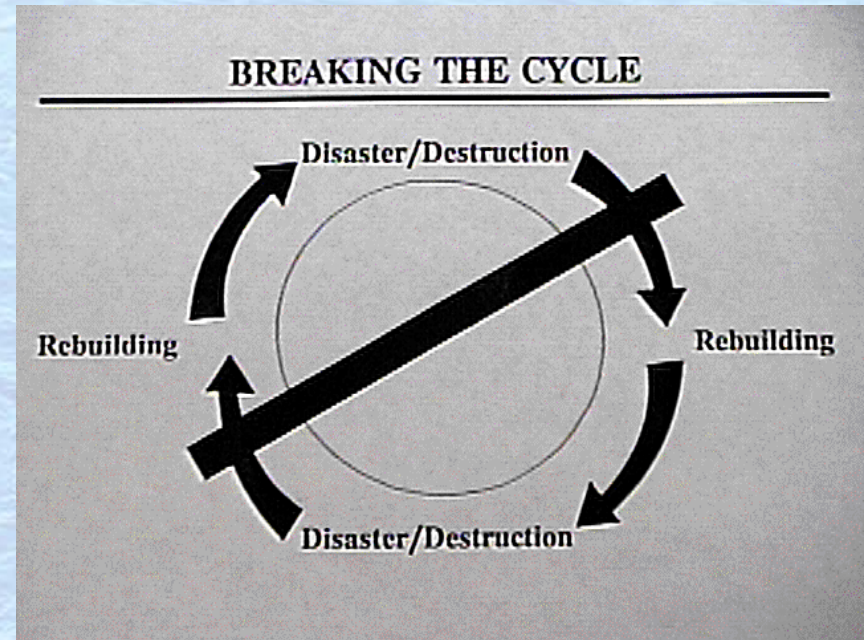 BREAKING THE CYCLE
Disaster/Destruction
Rebuilding
Rebuilding
Disaster/Destruction